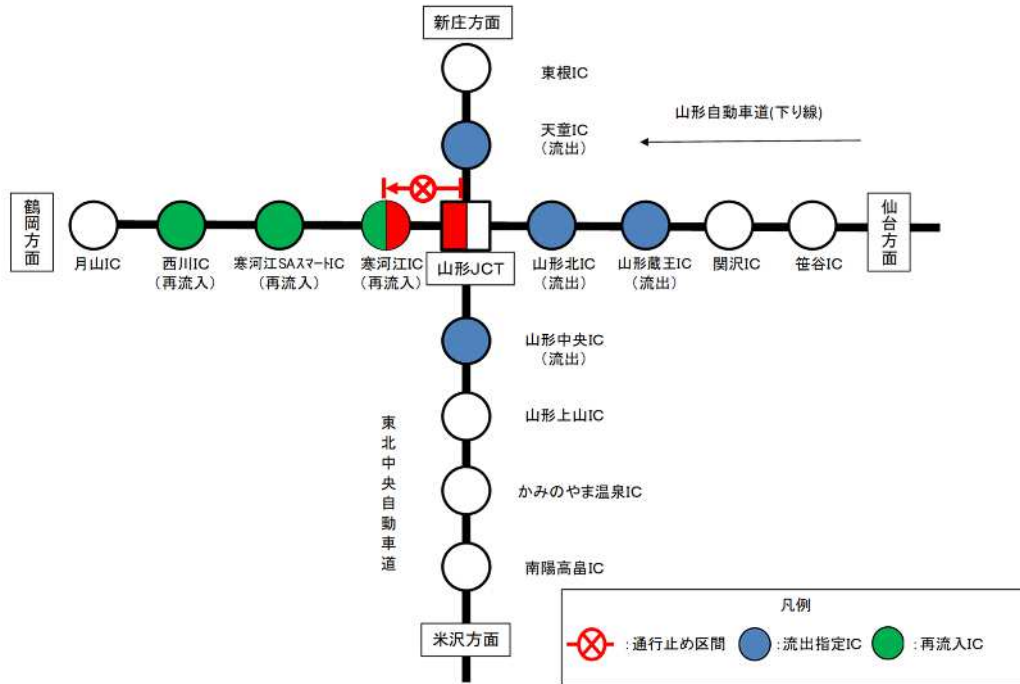 新庄方面
東根IC
山形自動車道(下り線)
天童IC
(流出)
鶴岡方面
仙台方面
月山IC
西川IC
(再流入)
寒河江SAスマートIC
(再流入)
寒河江IC
(再流入)
山形JCT
山形北IC
(流出)
山形蔵王IC
(流出)
関沢IC
笹谷IC
山形中央IC
(流出)
山形上山IC
東北中央自動車道
かみのやま温泉IC
南陽高畠IC
米沢方面
凡例
:通行止め区間
:流出指定IC
:再流入IC